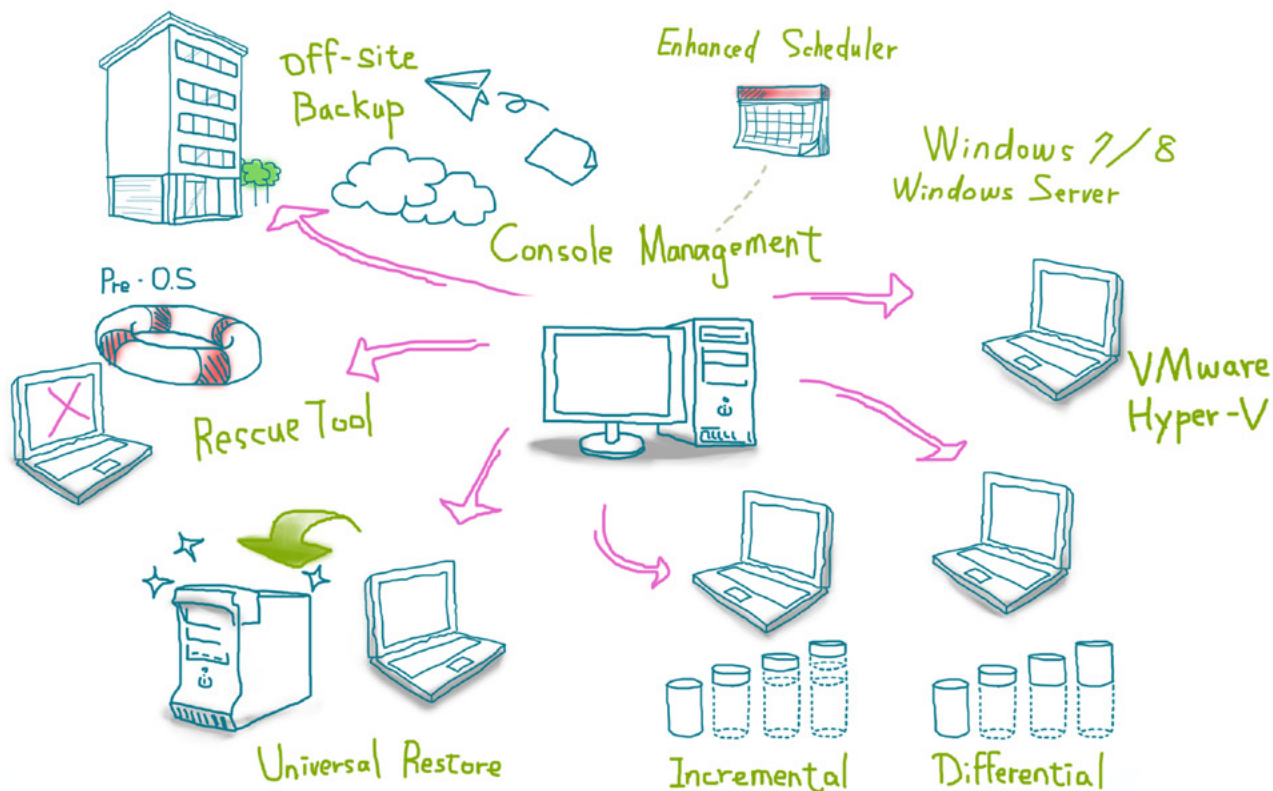 Off-site
Backup
Enhanced Scheduler
Windows 7/8
Windows Server
Console Management
Pre-O.S
VMware
Hyper-V
Rescue Tool
Universal Restore
Incremental
Differential